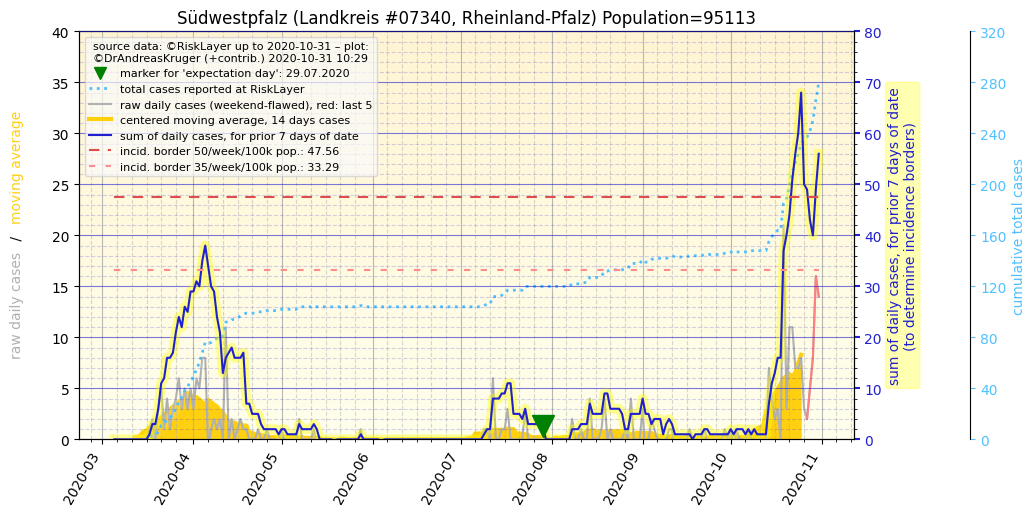 Südwestpfalz (Landkreis #07340, Rheinland-Pfalz) Population=95113
source data: ©RiskLayer up to 2020-10-31 – plot:
©DrAndreasKruger (+contrib.) 2020-10-31 10:29
marker for 'expectation day': 29.07.2020
total cases reported at RiskLayer
raw daily cases (weekend-flawed), red: last 5
centered moving average, 14 days cases
sum of daily cases, for prior 7 days of date
incid. border 50/week/100k pop.: 47.56
incid. border 35/week/100k pop.: 33.29
raw daily cases / moving average
40
35
30
25
20
15
10
5
0
80
70
60
50
40
30
20
10
0
sum of daily cases, for prior 7 days of date
(to determine incidence borders)
320
280
240
200
160
120
80
40
0
cumulative total cases
2020-03
2020-04
2020-05
2020-06
2020-07
2020-08
2020-09
2020-10
2020-11